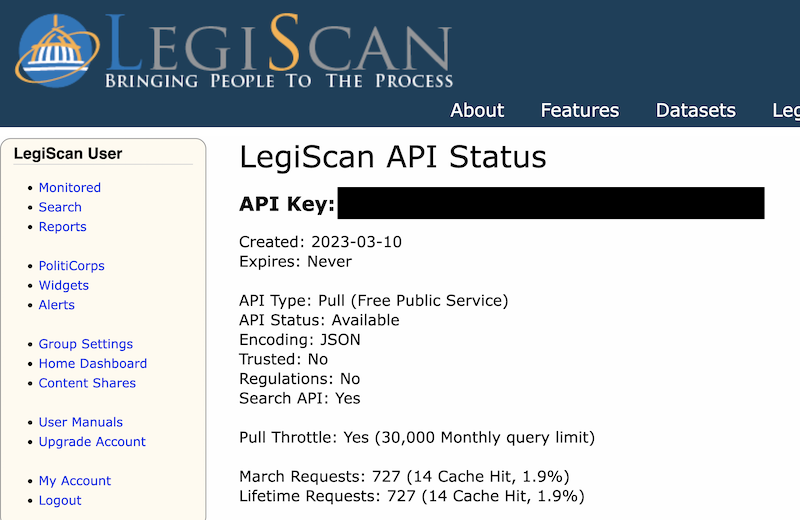 LEGISCAN
BRINGING PEOPLE TO THE PROCESS
About Features Datasets Leg
LegiScan User
Monitored
Search
Reports
PolitiCorps
Widgets
Alerts
Group Settings
Home Dashboard
Content Shares
User Manuals
Upgrade Account
My Account
Logout
LegiScan API Status
API Key:
Created: 2023-03-10
Expires: Never
API Type: Pull (Free Public Service)
API Status: Available
Encoding: JSON
Trusted: No
Regulations: No
Search API: Yes
Pull Throttle: Yes (30,000 Monthly query limit)
March Requests: 727 (14 Cache Hit, 1.9%)
Lifetime Requests: 727 (14 Cache Hit, 1.9%)